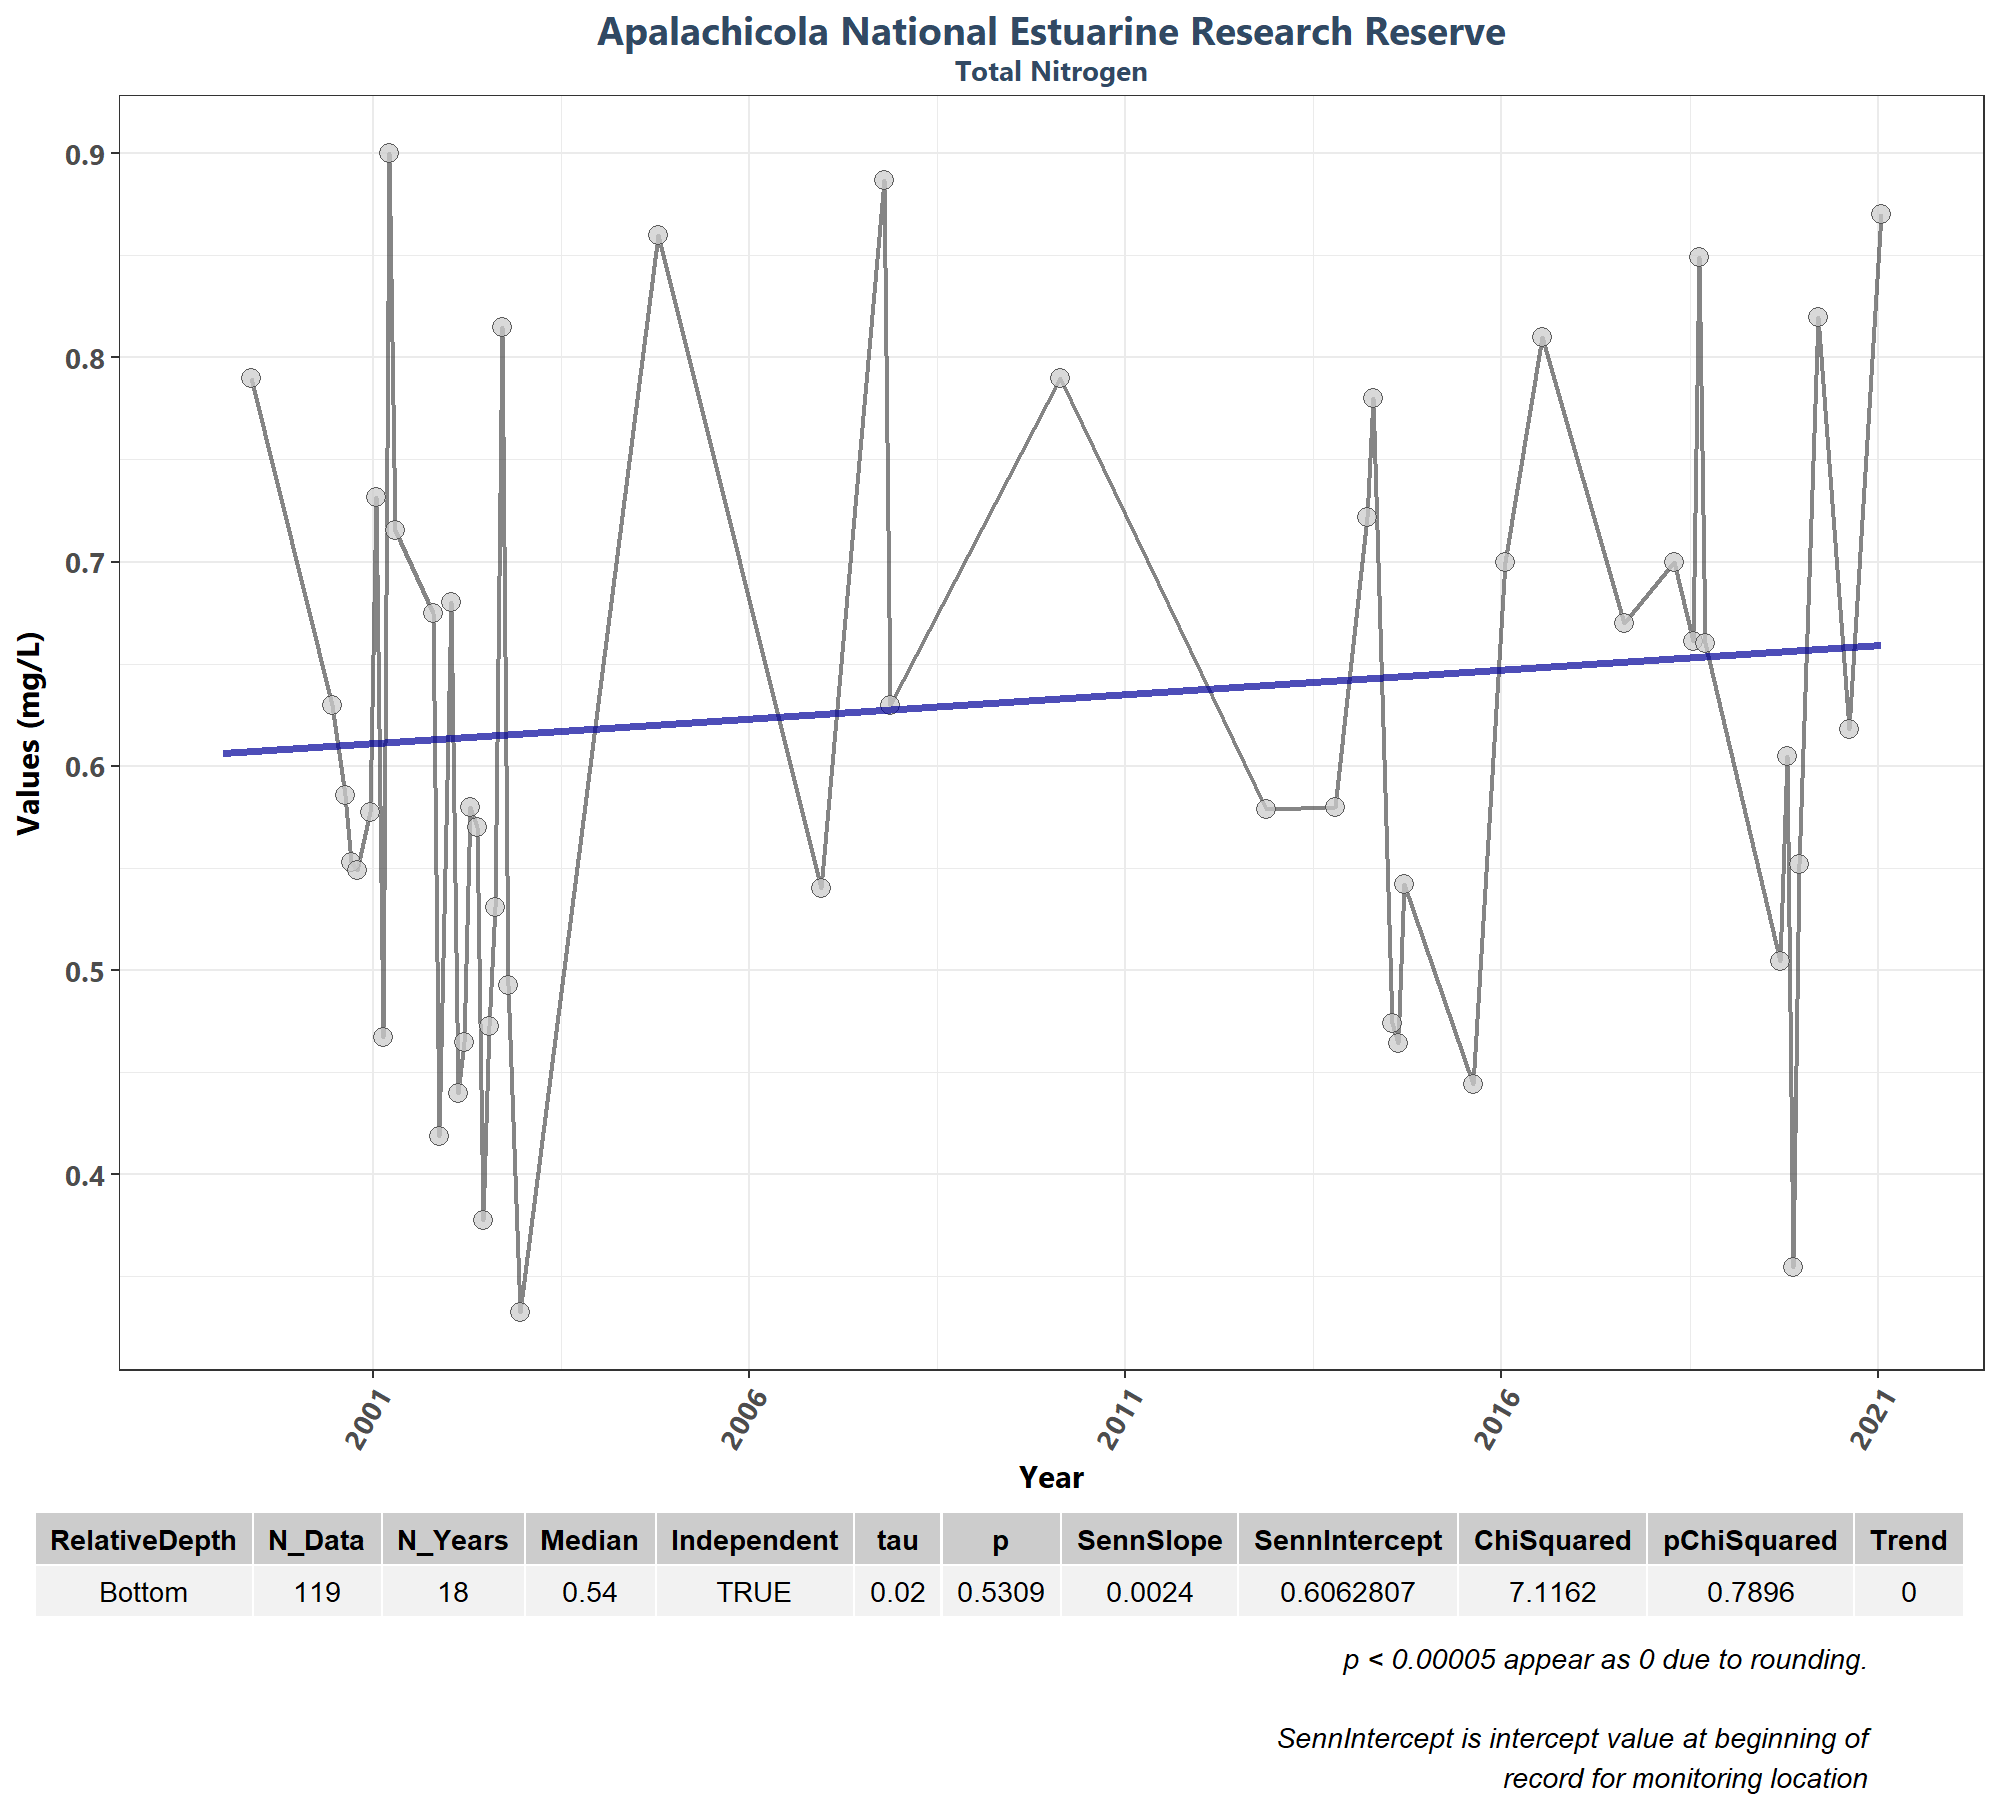 Apalachicola National Estuarine Research Reserve
Total Nitrogen
Values (mg/L)
0.9
0.8
0.7
0.6
0.5
0.4
2001 2006 2011 2016 2021
Year
RelativeDepth N_Data N_Years Median Independent tau p SennSlope SennIntercept ChiSquared pChiSquared Trend
Bottom 119 18 0.54 TRUE 0.02 0.5309 0.0024 0.6062807 7.1162 0.7896 0
p < 0.00005 appear as 0 due to rounding.
SennIntercept is intercept value at beginning of
record for monitoring location